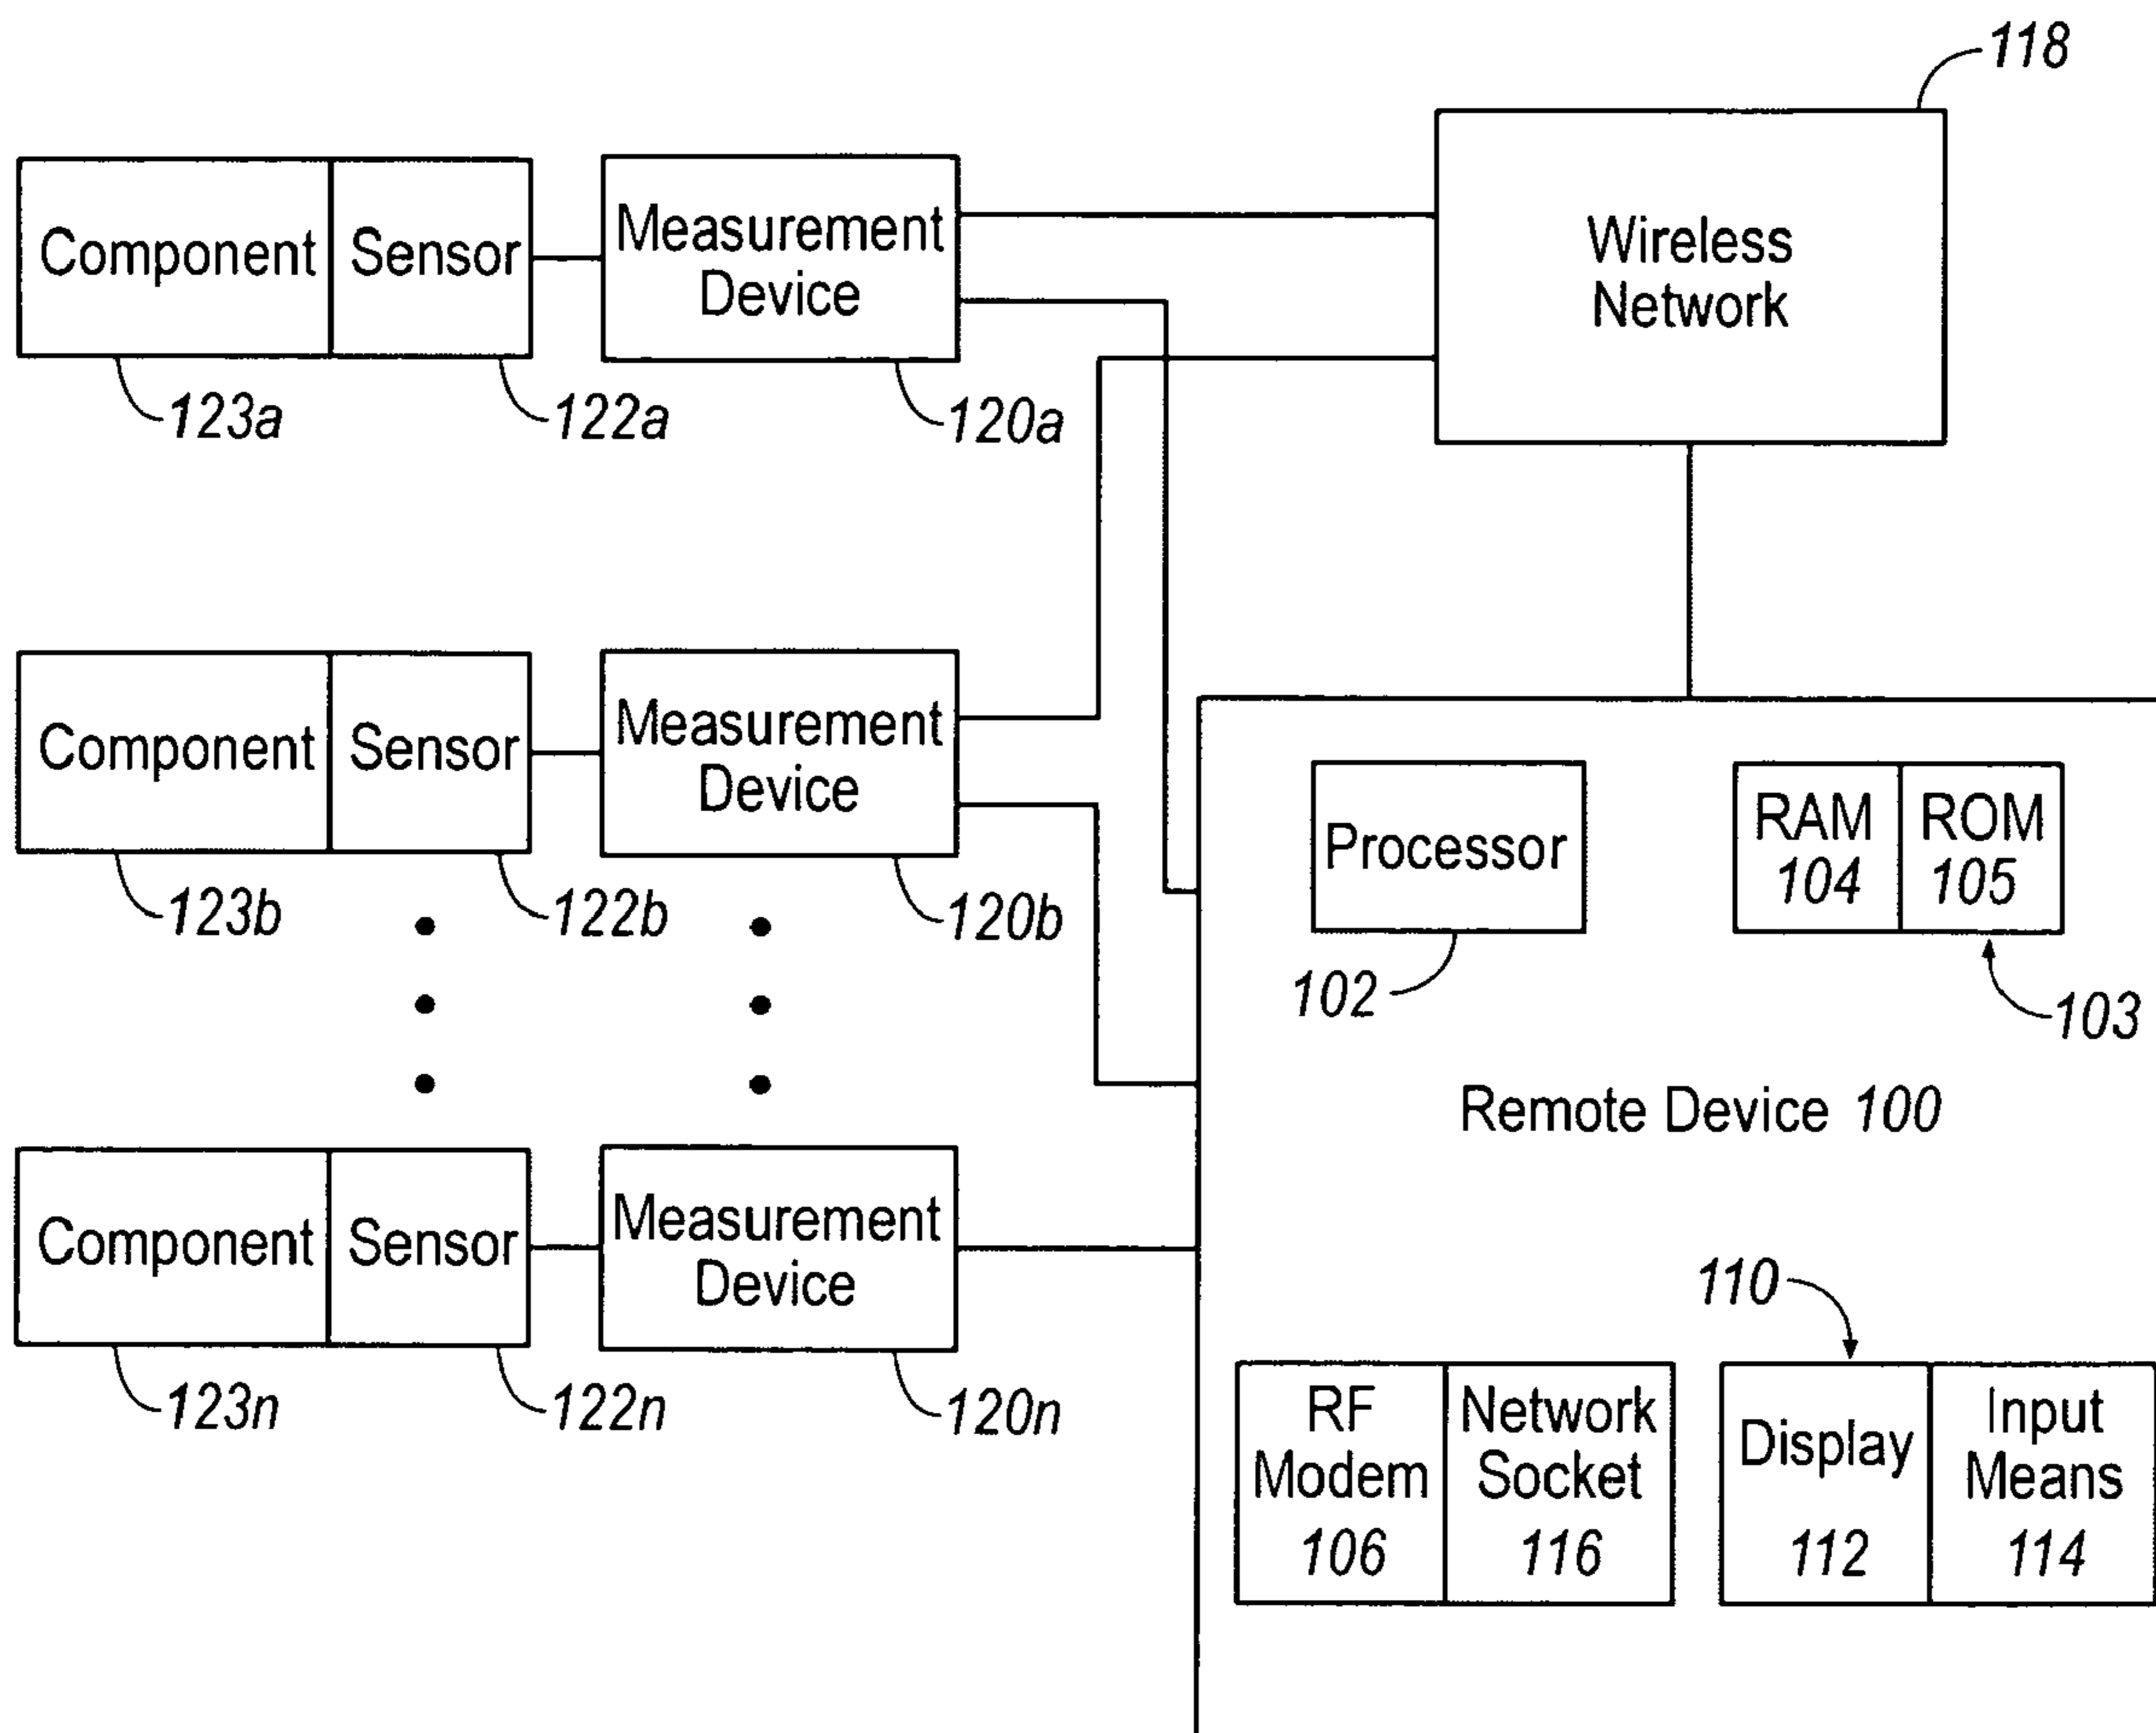 118
Component
Sensor
Measurement
Device
Wireless
Network
123a
122a
120a
Component
Sensor
Measurement
Device
123b
122b
120b
Processor
102
RAM
104
ROM
105
103
Remote Device 100
Component
Sensor
Measurement
Device
123n
122n
120n
110
RF
Modem
106
Network
Socket
116
Display
112
Input
Means
114